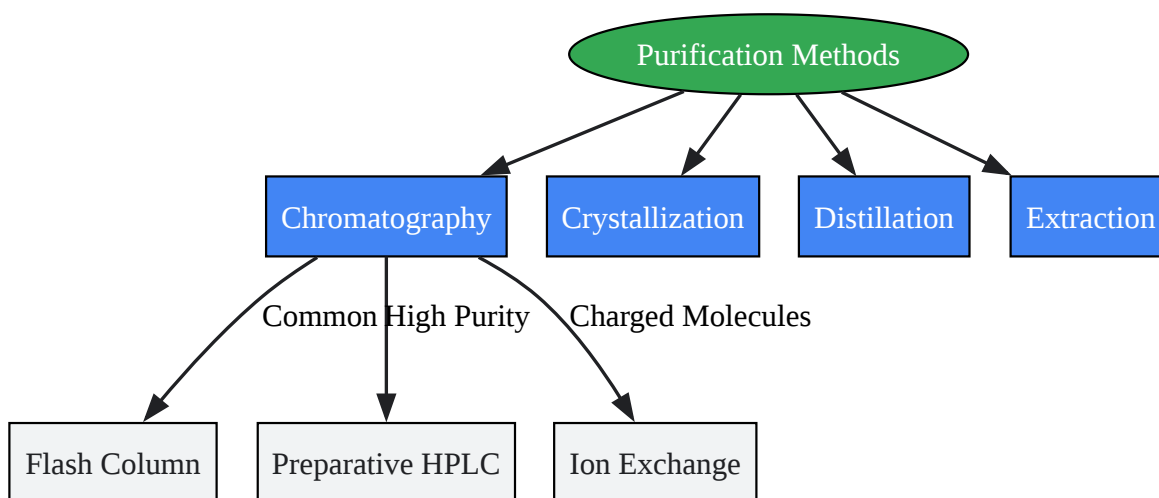 Purification Methods
Chromatography
Crystallization
Distillation
Extraction
Common
High Purity
Charged Molecules
Flash Column
Preparative HPLC
Ion Exchange